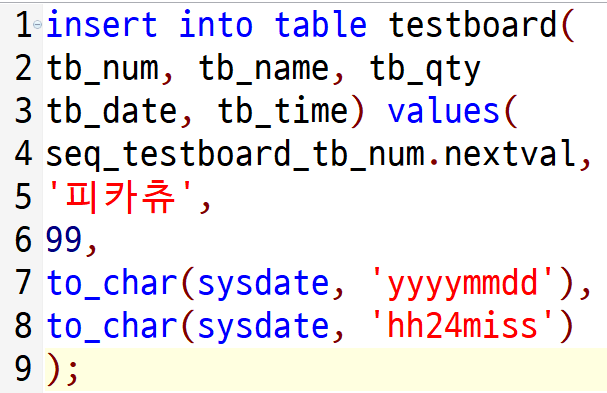 1 insert into table testboard(
2 tb_num, tb_name, tb_qty
3 tb_date, tb_time) values(
4 seq_testboard_tb_num.nextval,
5 '피카츄',
6 99,
7 to_char(sysdate, 'yyyymmdd'),
8 to_char(sysdate, 'hh24miss')
9 );